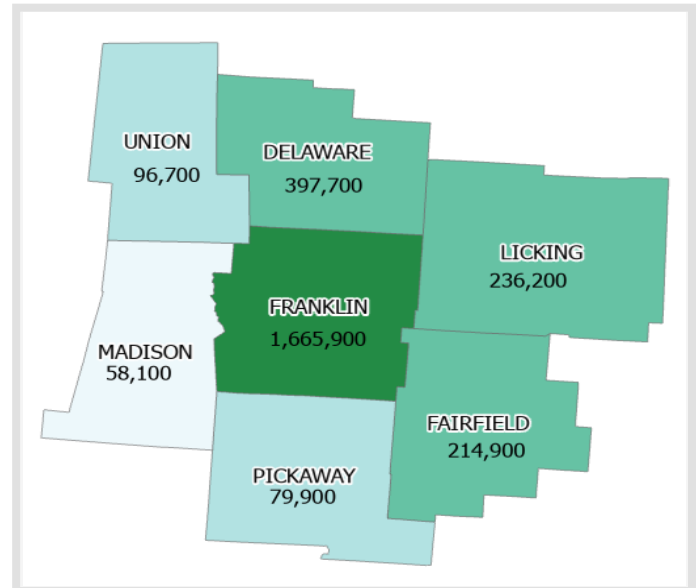 UNION
96,700
DELAWARE
397,700
LICKING
236,200
FRANKLIN
1,665,900
MADISON
58,100
FAIRFIELD
214,900
PICKAWAY
79,900